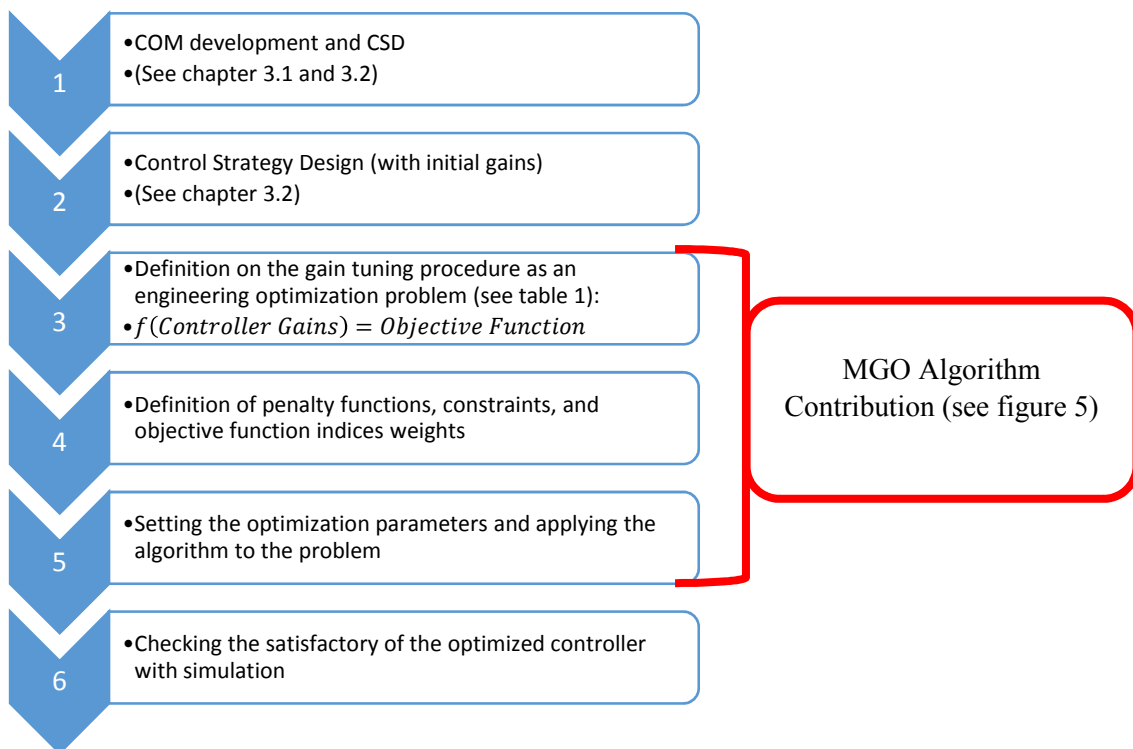 1
•COM development and CSD
•(See chapter 3.1 and 3.2)
2
•Control Strategy Design (with initial gains)
•(See chapter 3.2)
3
•Definition on the gain tuning procedure as an
engineering optimization problem (see table 1):
•f(Controller Gains) = Objective Function
4
•Definition of penalty functions, constraints, and
objective function indices weights
5
•Setting the optimization parameters and applying the
algorithm to the problem
6
•Checking the satisfactory of the optimized controller
with simulation
MGO Algorithm
Contribution (see figure 5)